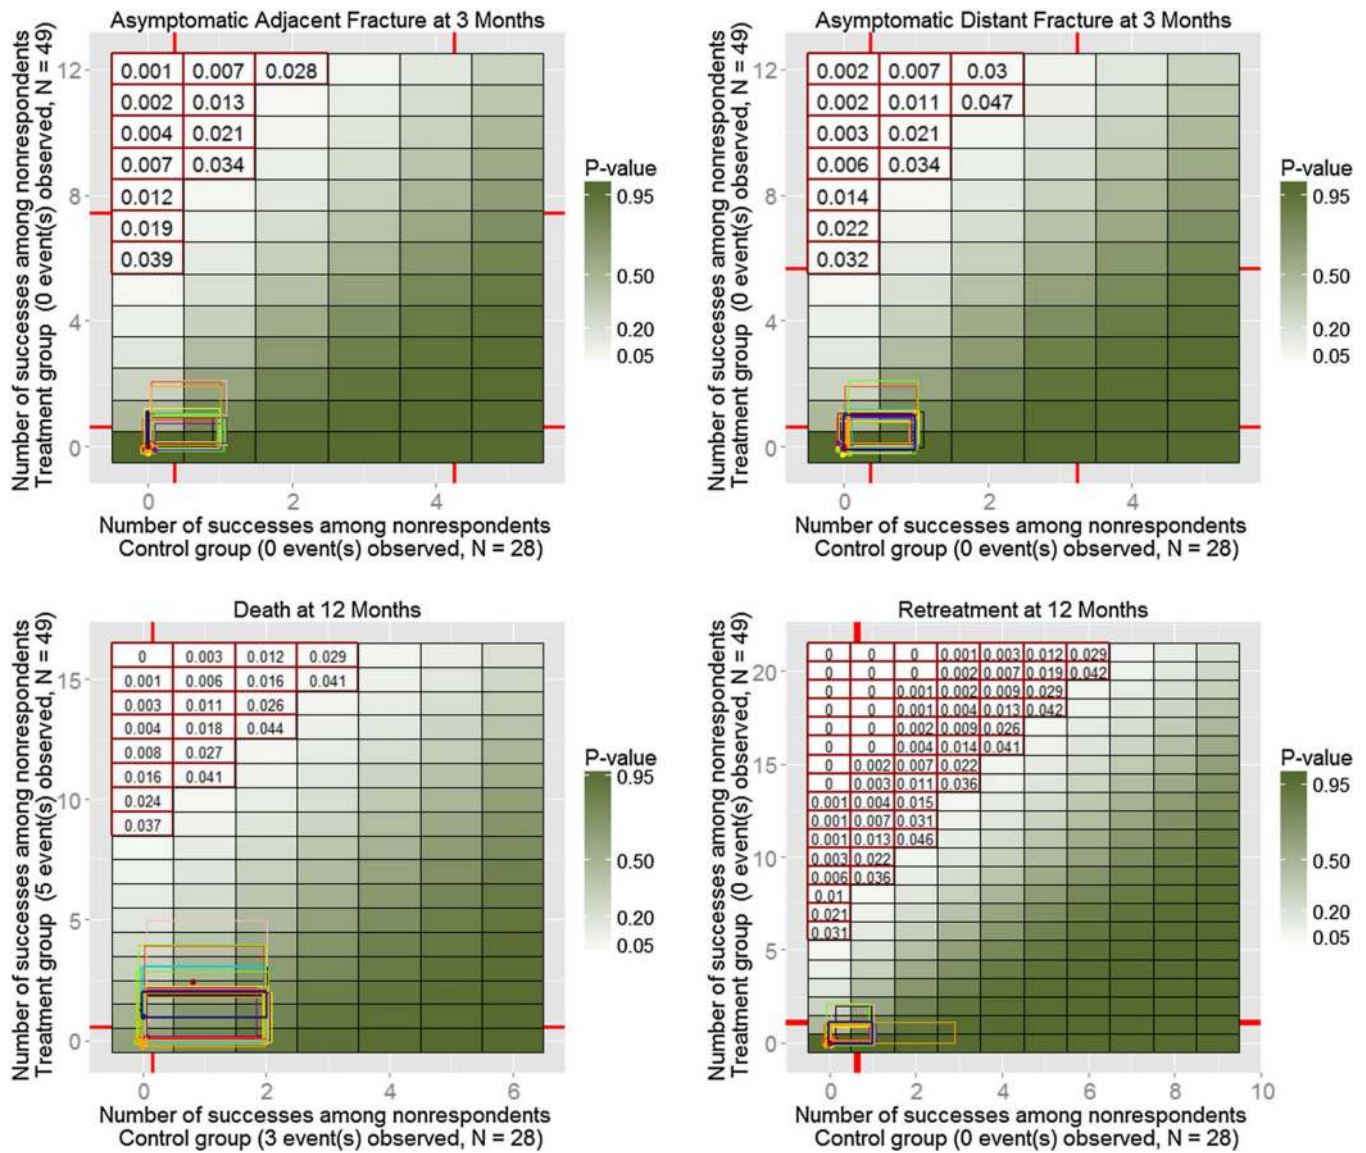 Asymptomatic Adjacent Fracture at 3 Months
Number of successes among nonrespondents
Treatment group (0 event(s) observed, N = 49)
12
8
4
0
0.001 0.007 0.028
0.002 0.013
0.004 0.021
0.007 0.034
0.012
0.019
0.039
P-value
0.95
0.50
0.20
0.05
0 2 4
Number of successes among nonrespondents
Control group (0 event(s) observed, N = 28)
Asymptomatic Distant Fracture at 3 Months
Number of successes among nonrespondents
Treatment group (0 event(s) observed, N = 49)
12
8
4
0
0.002 0.007 0.03
0.002 0.011 0.047
0.003 0.021
0.006 0.034
0.014
0.022
0.032
P-value
0.95
0.50
0.20
0.05
0 2 4
Number of successes among nonrespondents
Control group (0 event(s) observed, N = 28)
Death at 12 Months
Number of successes among nonrespondents
Treatment group (5 event(s) observed, N = 49)
15
10
5
0
0 0.003 0.012 0.029
0.001 0.006 0.016 0.041
0.003 0.011 0.026
0.004 0.018 0.044
0.008 0.027
0.016 0.041
0.024
0.037
P-value
0.95
0.50
0.20
0.05
0 2 4 6
Number of successes among nonrespondents
Control group (3 event(s) observed, N = 28)
Retreatment at 12 Months
Number of successes among nonrespondents
Treatment group (0 event(s) observed, N = 49)
20
15
10
5
0
0 0 0 0.001 0.003 0.012 0.029
0 0 0 0.002 0.007 0.019 0.042
0 0 0.001 0.002 0.009 0.029
0 0 0.001 0.004 0.013 0.042
0 0 0.002 0.009 0.026
0 0 0.004 0.014 0.041
0 0.002 0.007 0.022
0 0.003 0.011 0.036
0.001 0.004 0.015
0.001 0.007 0.031
0.001 0.013 0.046
0.003 0.022
0.006 0.036
0.01
0.021
0.031
P-value
0.95
0.50
0.20
0.05
0 2 4 6 8 10
Number of successes among nonrespondents
Control group (0 event(s) observed, N = 28)